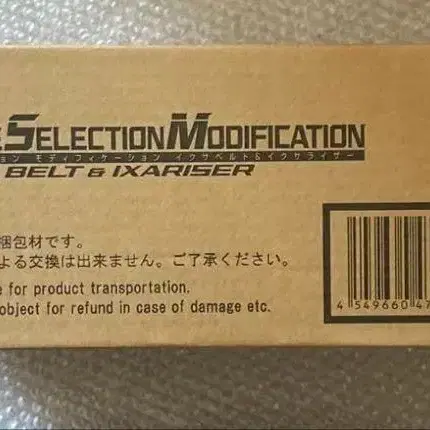 SELECTION MODIFICATION
ション モディフィケーション イクサベルト&イクサライザー
BELT & IXARISER
梱包材です。
よる交換は出来ません。ご了承ください。
e for product transportation.
object for refund in case of damage etc.
4 549660 47